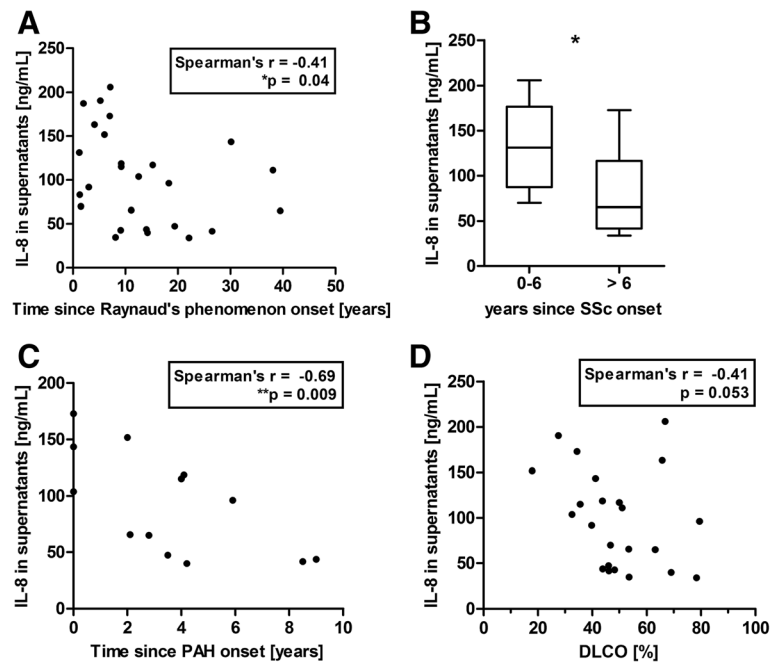 A
Spearman's r = -0.41
*p = 0.04
IL-8 in supernatants [ng/mL]
250
200
150
100
50
0
0 10 20 30 40 50
Time since Raynaud's phenomenon onset [years]
B
*
IL-8 in supernatants [ng/mL]
250
200
150
100
50
0
0-6 > 6
years since SSc onset
C
Spearman's r = -0.69
**p = 0.009
IL-8 in supernatants [ng/mL]
200
150
100
50
0
0 2 4 6 8 10
Time since PAH onset [years]
D
Spearman's r = -0.41
p = 0.053
IL-8 in supernatants [ng/mL]
250
200
150
100
50
0
0 20 40 60 80 100
DLCO [%]